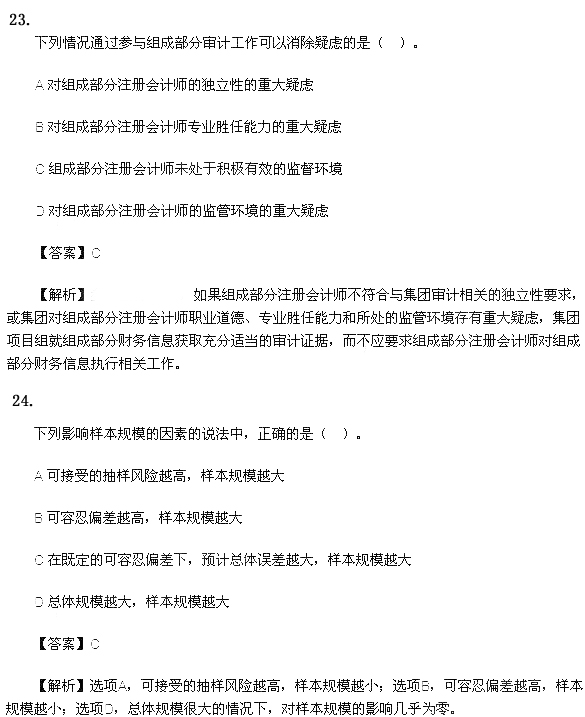 23.
下列情况通过参与组成部分审计工作可以消除疑虑的是（　）。
A 对组成部分注册会计师的独立性的重大疑虑
B 对组成部分注册会计师专业胜任能力的重大疑虑
C 组成部分注册会计师未处于积极有效的监督环境
D 对组成部分注册会计师的监管环境的重大疑虑
【答案】C
【解析】 如果组成部分注册会计师不符合与集团审计相关的独立性要求，
或集团对组成部分注册会计师职业道德、专业胜任能力和所处的监管环境存有重大疑虑，集团
项目组就组成部分财务信息获取充分适当的审计证据，而不应要求组成部分注册会计师对组成
部分财务信息执行相关工作。
24.
下列影响样本规模的因素的说法中，正确的是（　）。
A 可接受的抽样风险越高，样本规模越大
B 可容忍偏差越高，样本规模越大
C 在既定的可容忍偏差下，预计总体误差越大，样本规模越大
D 总体规模越大，样本规模越大
【答案】C
【解析】选项A，可接受的抽样风险越高，样本规模越小；选项B，可容忍偏差越高，样本
规模越小；选项D，总体规模很大的情况下，对样本规模的影响几乎为零。